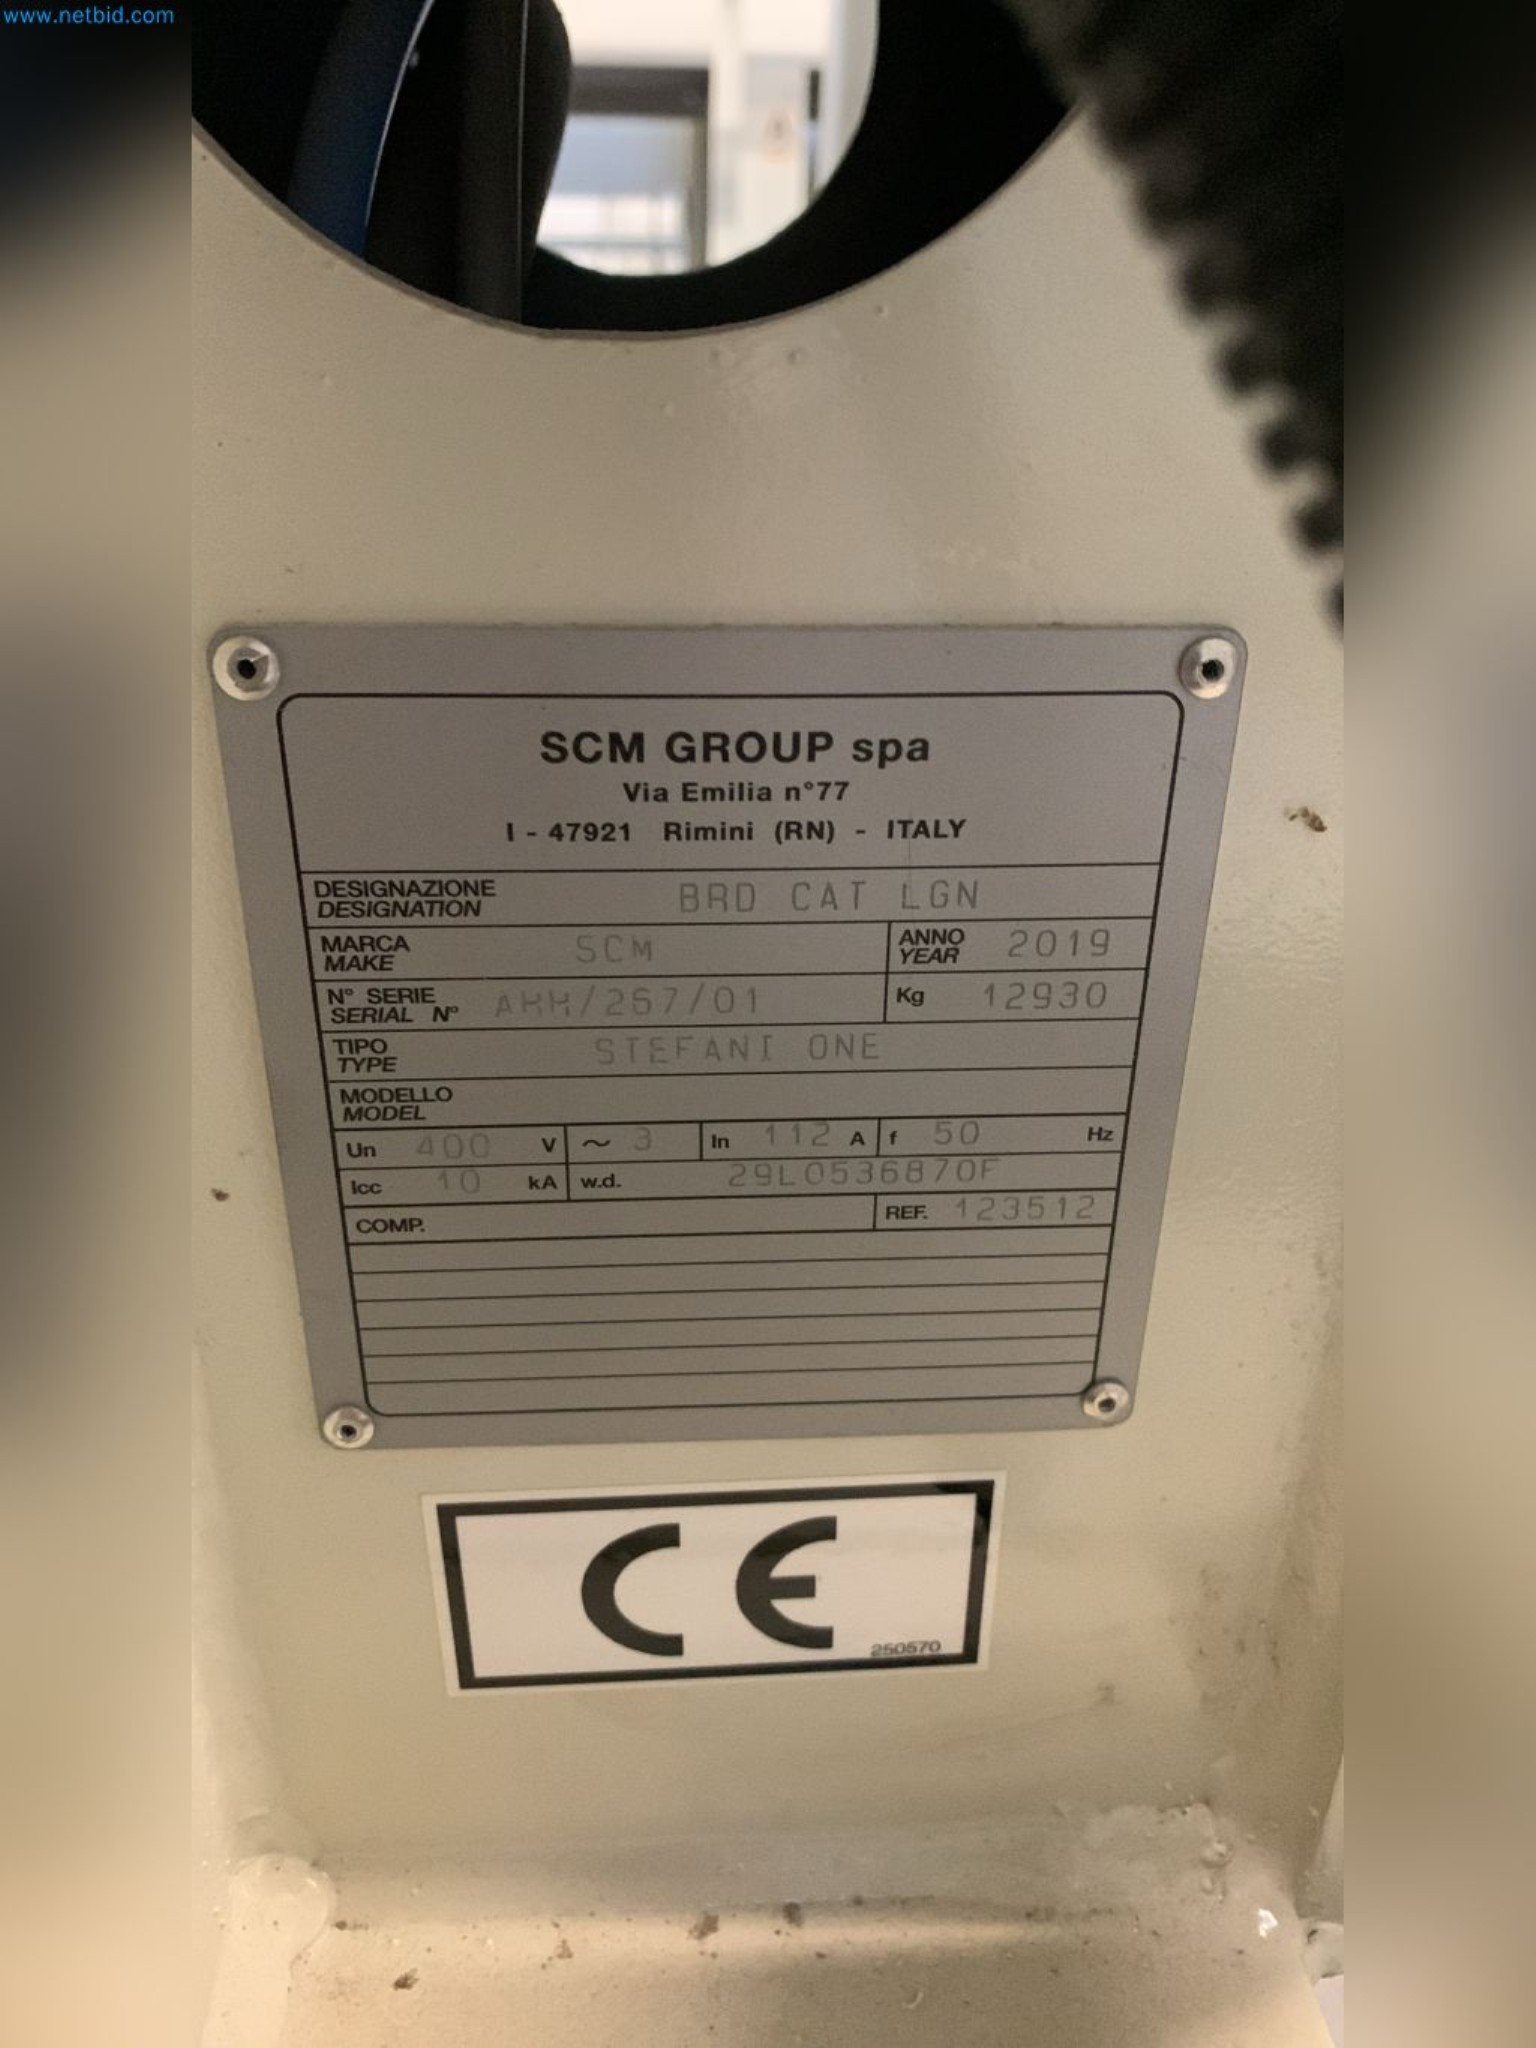 www.netbid.com
SCM GROUP spa
Via Emilia n°77
I - 47921 Rimini (RN) - ITALY
DESIGNAZIONE
DESIGNATION
BRD CAT LGN
MARCA
MAKE
SCM
ANNO
YEAR
2019
N° SERIE
SERIAL N°
Kg 12930
TIPO
TYPE
STEFANI ONE
MODELLO
MODEL
Un 400 V ~ 3 In 112 A f 50 Hz
Icc 10 kA w.d. 29L0536870F
COMP. REF. 123512
CE
250570